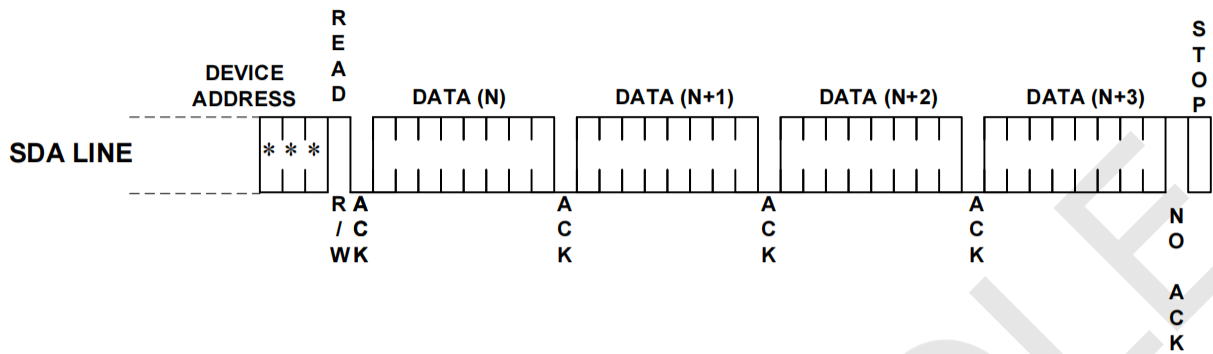 READ
STOP
DEVICE
ADDRESS
DATA (N)
DATA (N+1)
DATA (N+2)
DATA (N+3)
SDA LINE
* * *
R/W
ACK
ACK
ACK
ACK
NO ACK